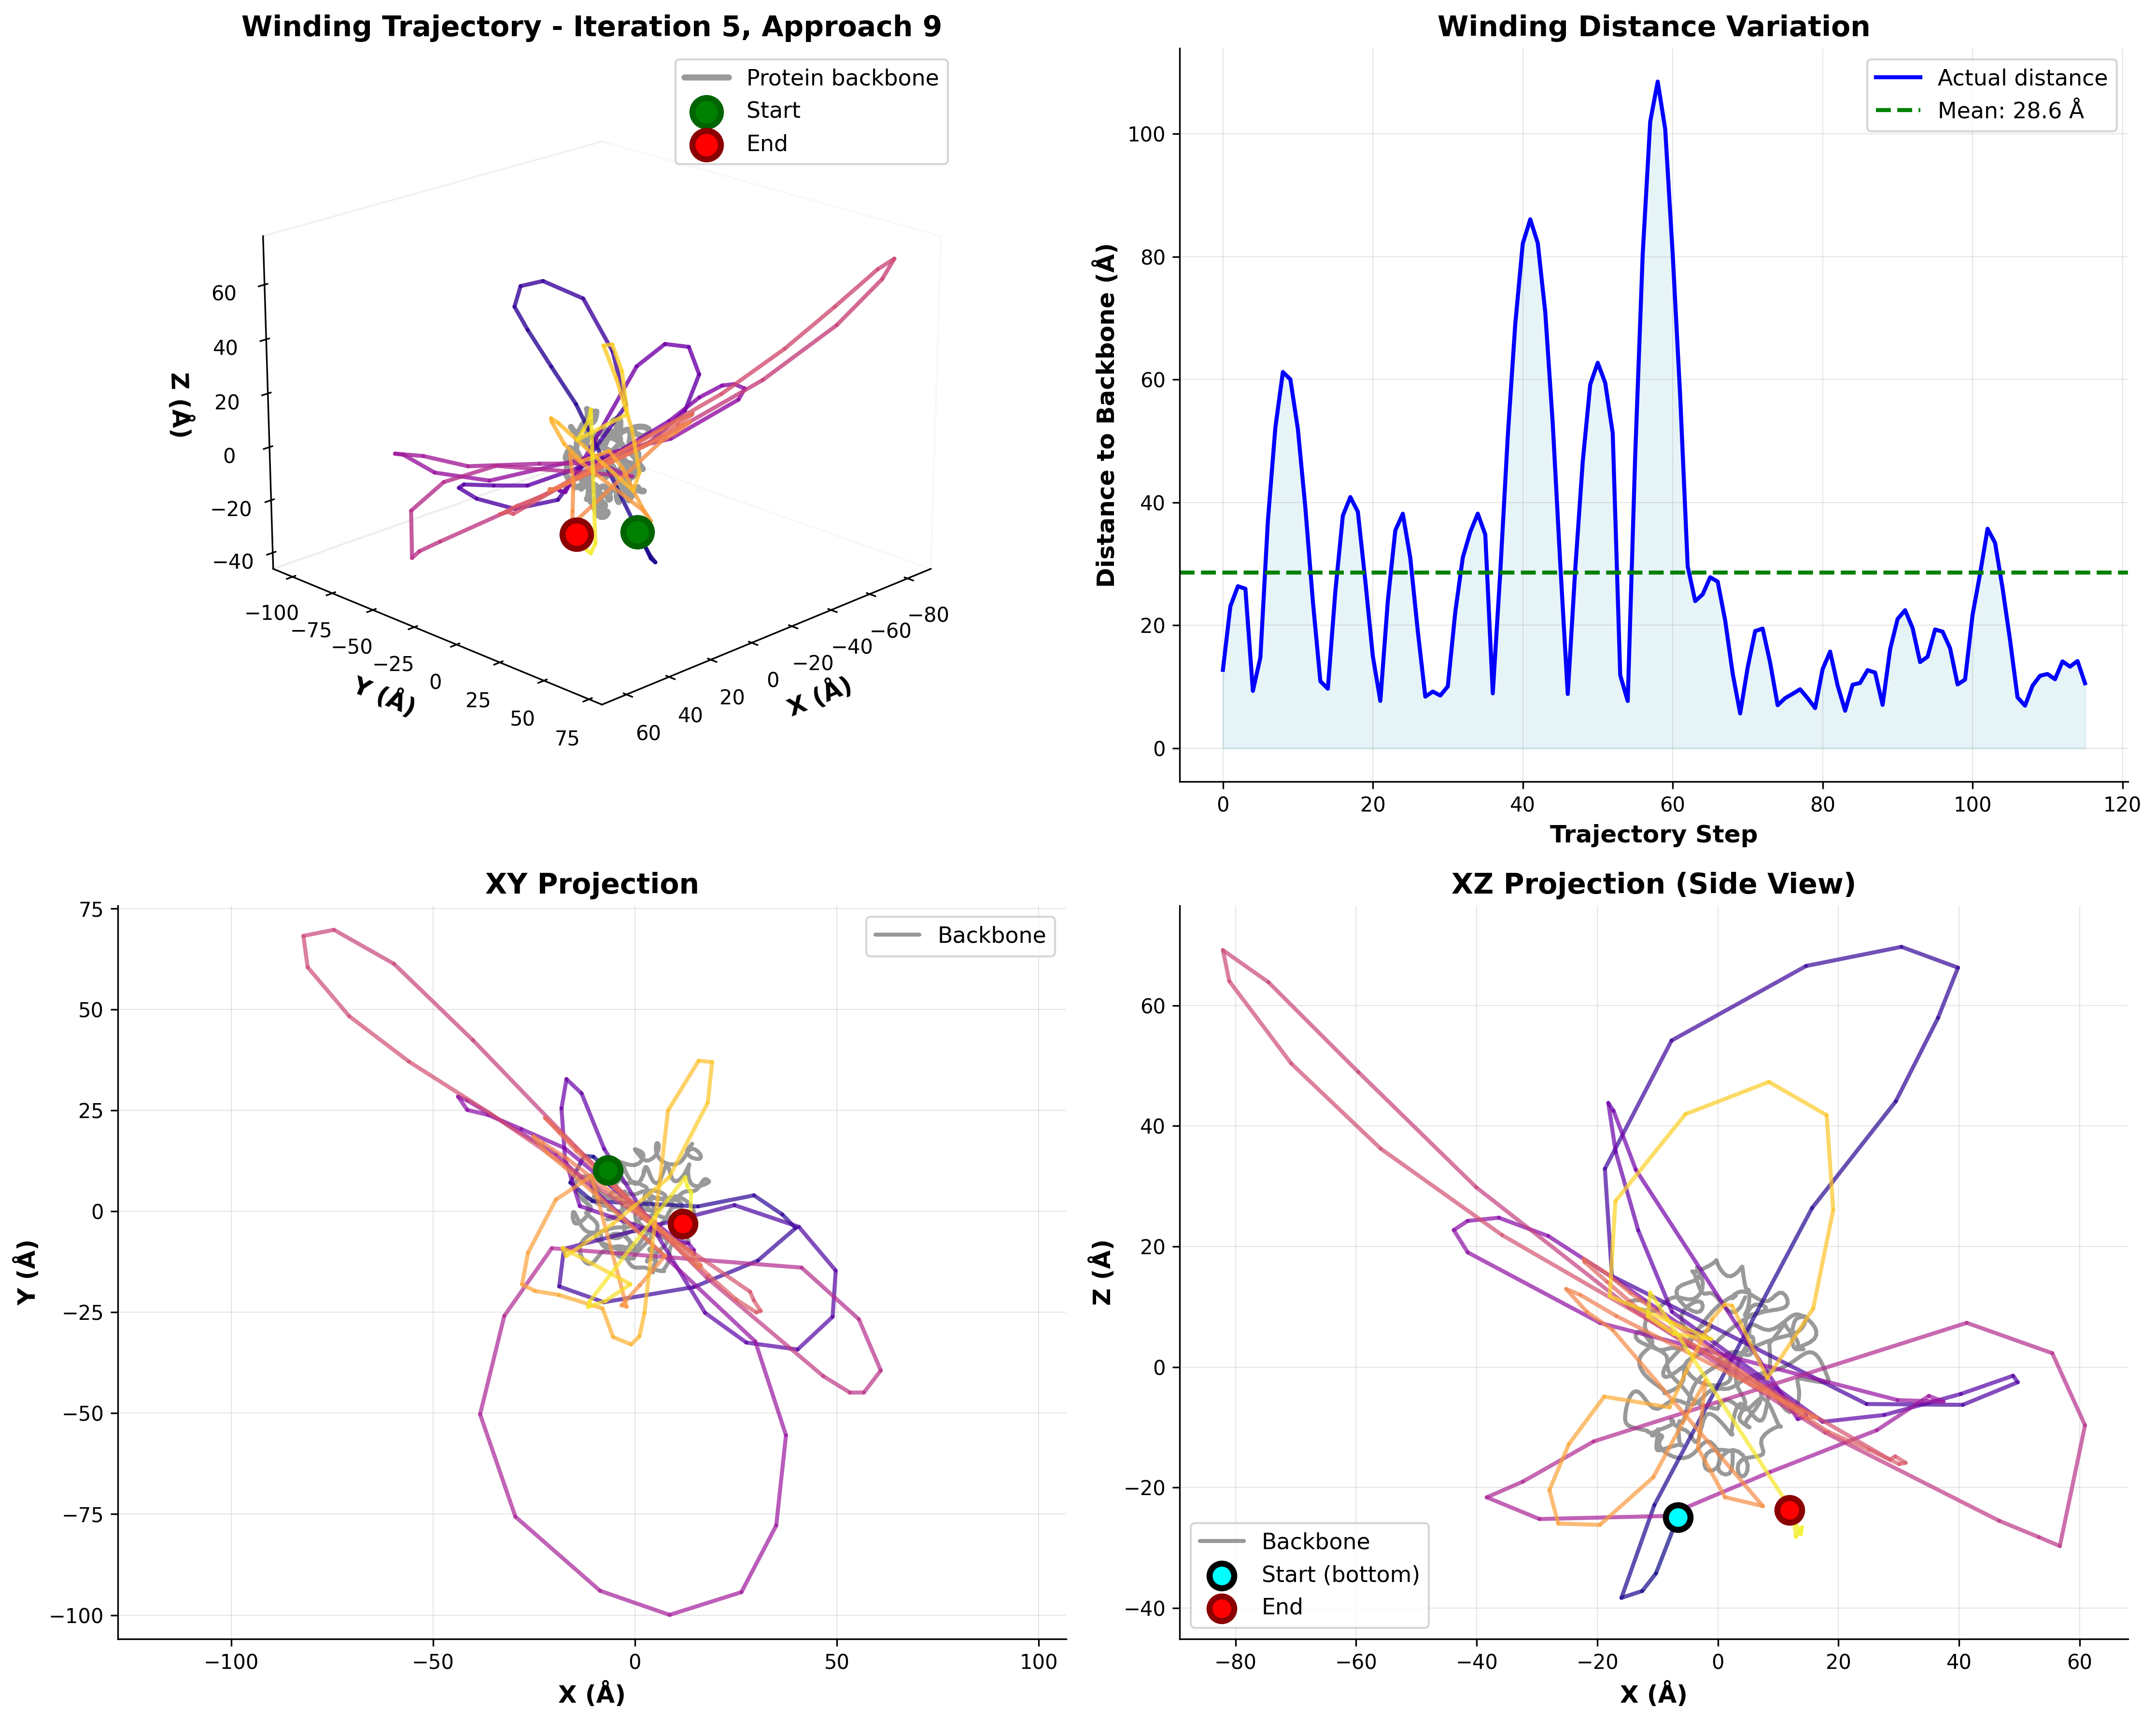 Winding Trajectory - Iteration 5, Approach 9
Protein backbone
Start
End
60
40
20
0
−20
−40
Z (Å)
−100
−75
−50
−25
0
25
50
75
Y (Å)
60
40
20
0
−20
−40
−60
−80
X (Å)
Winding Distance Variation
Actual distance
Mean: 28.6 Å
100
80
60
40
20
0
Distance to Backbone (Å)
0
20
40
60
80
100
120
Trajectory Step
XY Projection
Backbone
75
50
25
0
−25
−50
−75
−100
Y (Å)
−100
−50
0
50
100
X (Å)
XZ Projection (Side View)
60
40
20
0
−20
−40
Z (Å)
Backbone
Start (bottom)
End
−80
−60
−40
−20
0
20
40
60
X (Å)